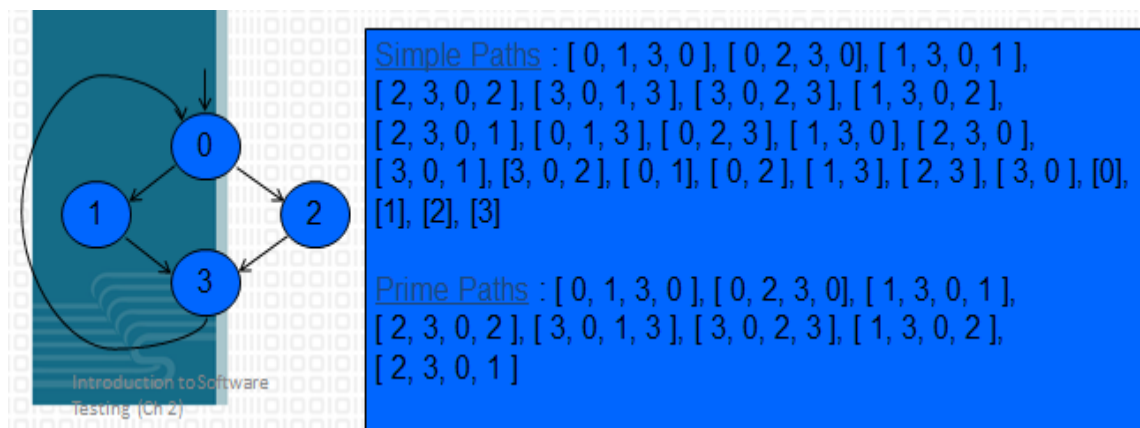 0
1
2
3
Introduction to Software
Testing (Ch 2)
Simple Paths : [ 0, 1, 3, 0 ], [ 0, 2, 3, 0], [ 1, 3, 0, 1 ],
[ 2, 3, 0, 2 ], [ 3, 0, 1, 3 ], [ 3, 0, 2, 3 ], [ 1, 3, 0, 2 ],
[ 2, 3, 0, 1 ], [ 0, 1, 3 ], [ 0, 2, 3 ], [ 1, 3, 0 ], [ 2, 3, 0 ],
[ 3, 0, 1 ], [3, 0, 2 ], [ 0, 1], [ 0, 2 ], [ 1, 3 ], [ 2, 3 ], [ 3, 0 ], [0],
[1], [2], [3]
Prime Paths : [ 0, 1, 3, 0 ], [ 0, 2, 3, 0], [ 1, 3, 0, 1 ],
[ 2, 3, 0, 2 ], [ 3, 0, 1, 3 ], [ 3, 0, 2, 3 ], [ 1, 3, 0, 2 ],
[ 2, 3, 0, 1 ]